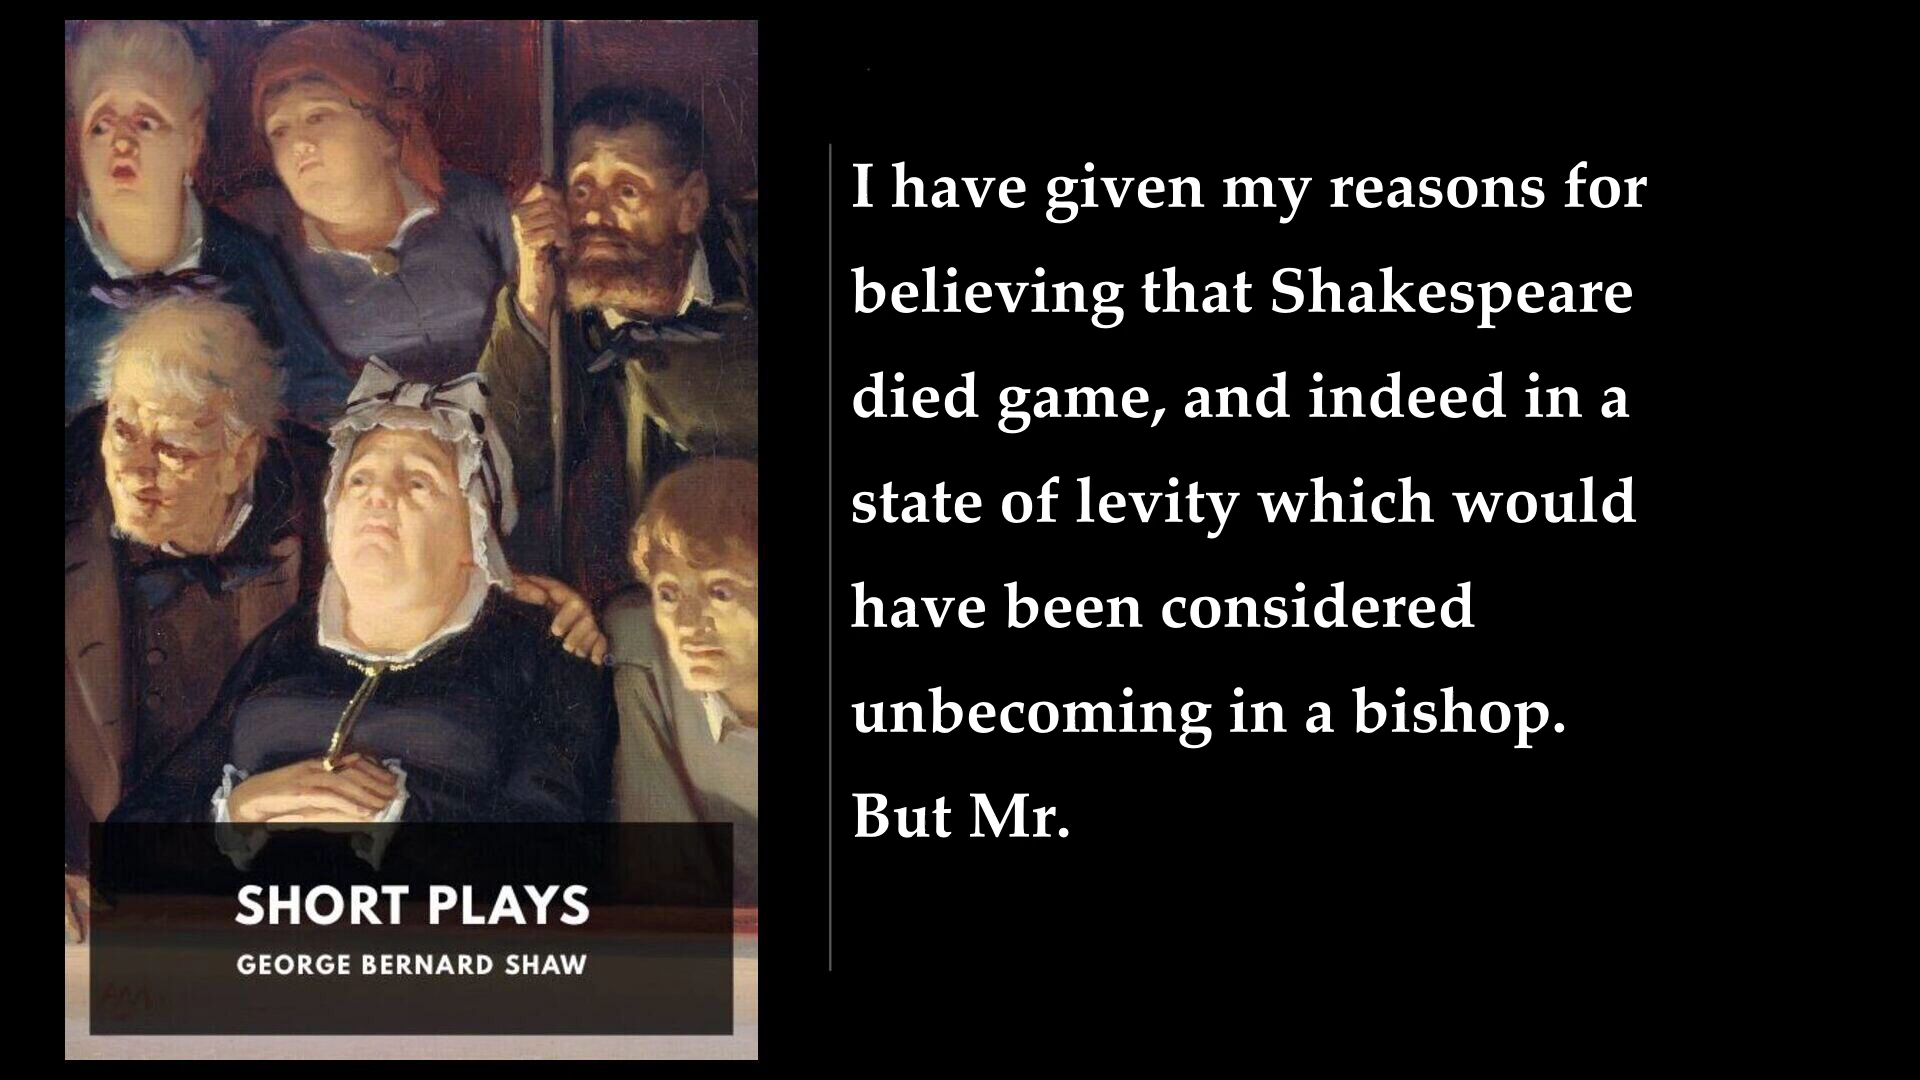 I have given my reasons for
believing that Shakespeare
died game, and indeed in a
state of levity which would
have been considered
unbecoming in a bishop.
But Mr.
SHORT PLAYS
GEORGE BERNARD SHAW